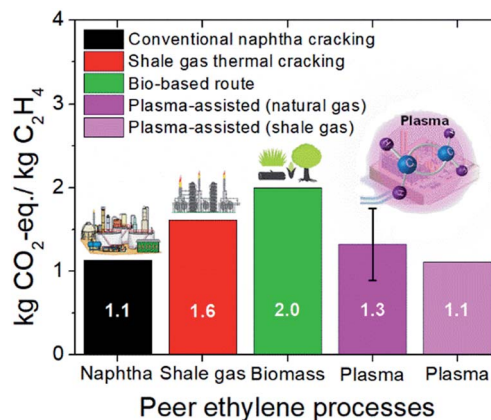 4
3
2
1
0
kg CO₂-eq./ kg C₂H₄
Conventional naphtha cracking
Shale gas thermal cracking
Bio-based route
Plasma-assisted (natural gas)
Plasma-assisted (shale gas)
Plasma
1.1
1.6
2.0
1.3
1.1
Naphtha
Shale gas
Biomass
Plasma
Plasma
Peer ethylene processes